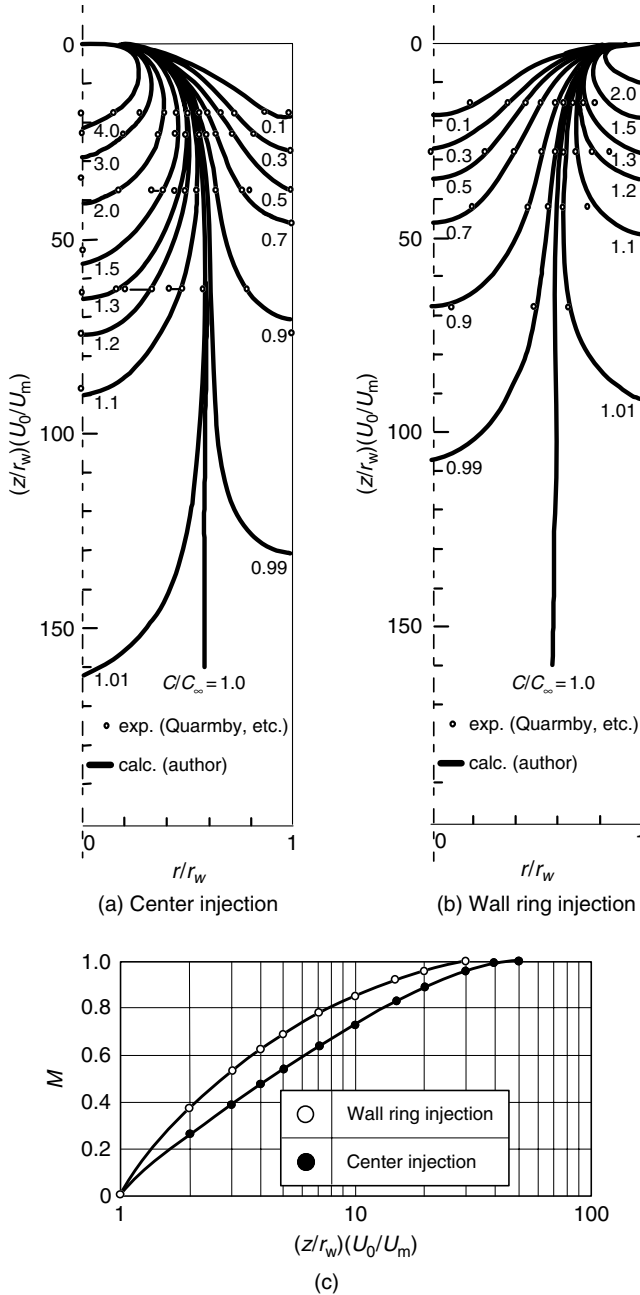 0
50
100
150
(z/r_w)(U_0/U_m)
4.0
3.0
2.0
1.5
1.3
1.2
1.1
1.01
0.1
0.3
0.5
0.7
0.9
0.99
C/C_∞ = 1.0
exp. (Quarmby, etc.)
calc. (author)
0
1
r/r_w
(a) Center injection
0
50
100
150
(z/r_w)(U_0/U_m)
0.1
0.3
0.5
0.7
0.9
0.99
2.0
1.5
1.3
1.2
1.1
1.01
C/C_∞ = 1.0
exp. (Quarmby, etc.)
calc. (author)
0
1
r/r_w
(b) Wall ring injection
1.0
0.8
0.6
0.4
0.2
0
M
Wall ring injection
Center injection
1
10
100
(z/r_w)(U_0/U_m)
(c)